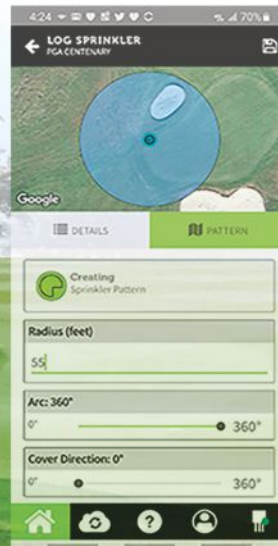 4:24
70%
LOG SPRINKLER
PGA CENTENARY
Google
DETAILS
PATTERN
Creating
Sprinkler Pattern
Radius (feet)
55
Arc: 360°
0°
360°
Cover Direction: 0°
0°
360°
?